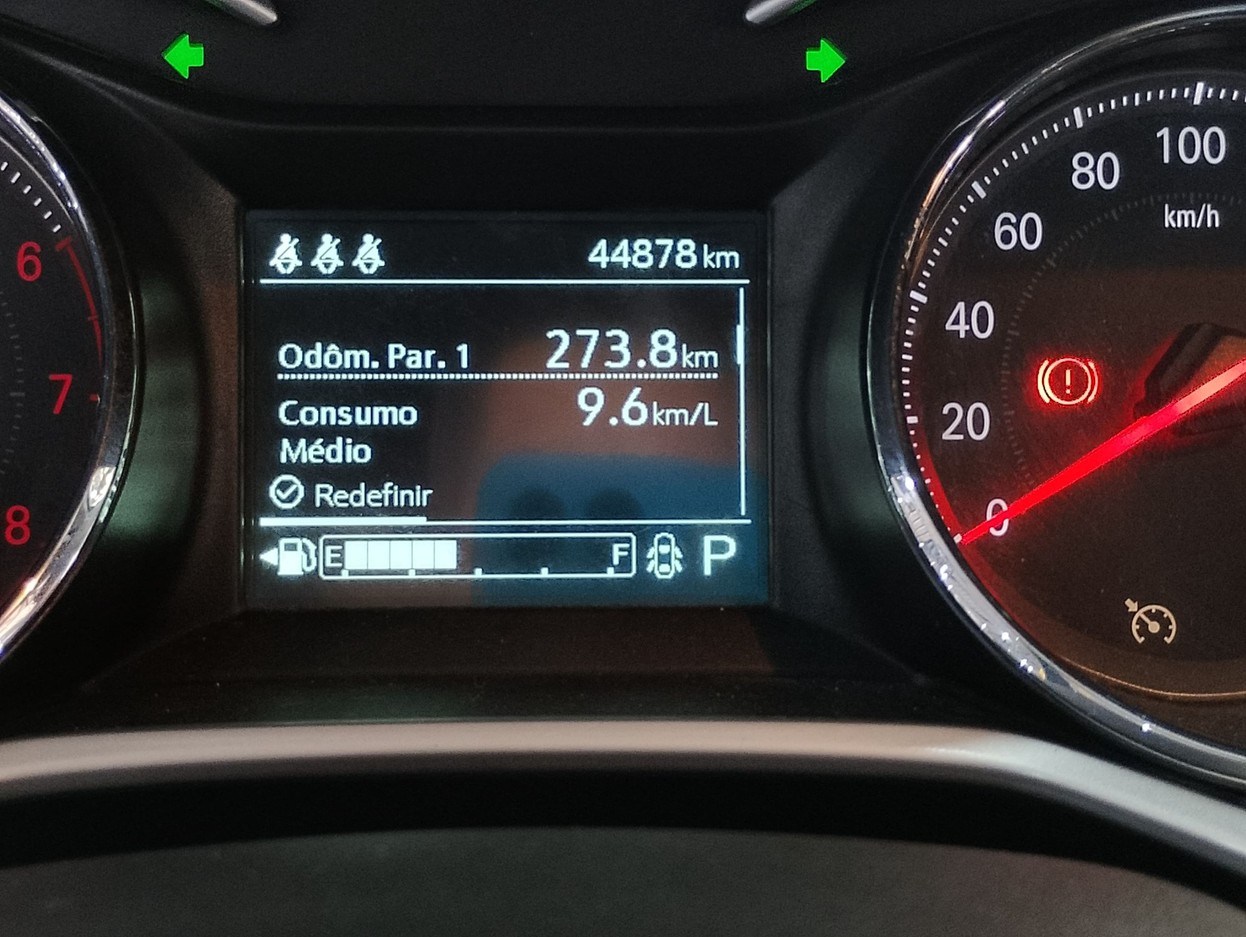 44878 km
Odôm. Par. 1 273.8 km
Consumo 9.6 km/L
Médio
Redefinir
E F P
6
7
8
100
80
km/h
60
40
20
0